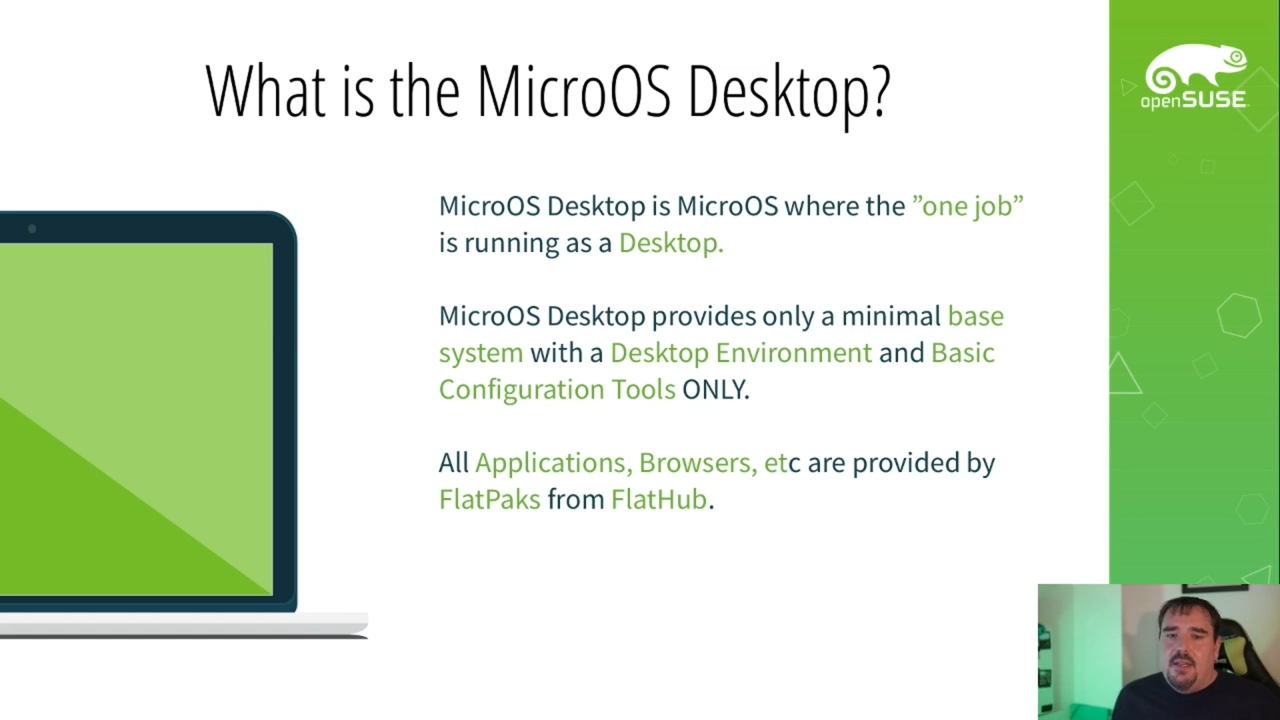 What is the MicroOS Desktop?
openSUSE
MicroOS Desktop is MicroOS where the ”one job”
is running as a Desktop.
MicroOS Desktop provides only a minimal base
system with a Desktop Environment and Basic
Configuration Tools ONLY.
All Applications, Browsers, etc are provided by
FlatPaks from FlatHub.